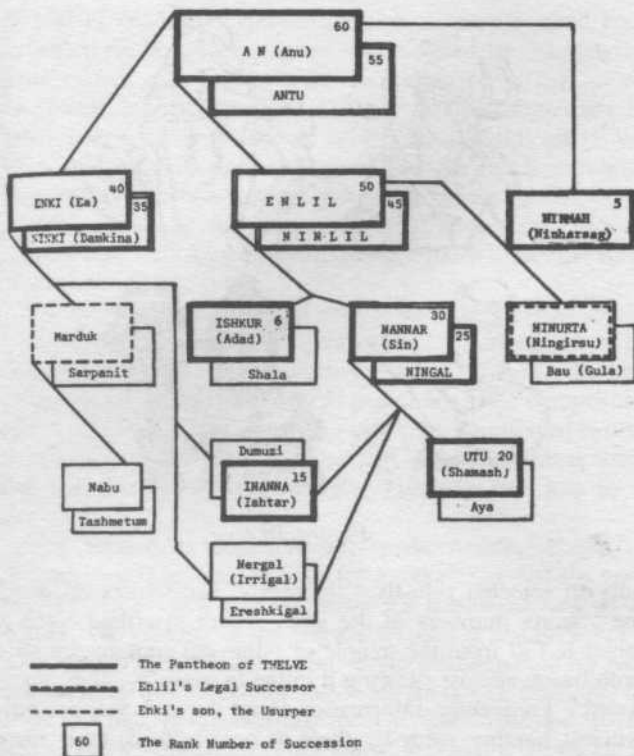 60
A N (Anu)
55
ANTU
40
ENKI (Ea)
35
NINKI (Damkina)
50
E N L I L
45
N I N L I L
5
NINMAH
(Ninharsag)
Marduk
Sarpanit
ISHKUR 6
(Adad)
Shala
30
NANNAR
(Sin)
25
NINGAL
NINURTA
(Ningirsu)
Bau (Gula)
Nabu
Tashmetum
Dumuzi
15
INANNA
(Ishtar)
UTU 20
(Shamash)
Aya
Nergal
(Irrigal)
Ereshkigal
The Pantheon of TWELVE
Enlil's Legal Successor
Enki's son, the Usurper
60 The Rank Number of Succession